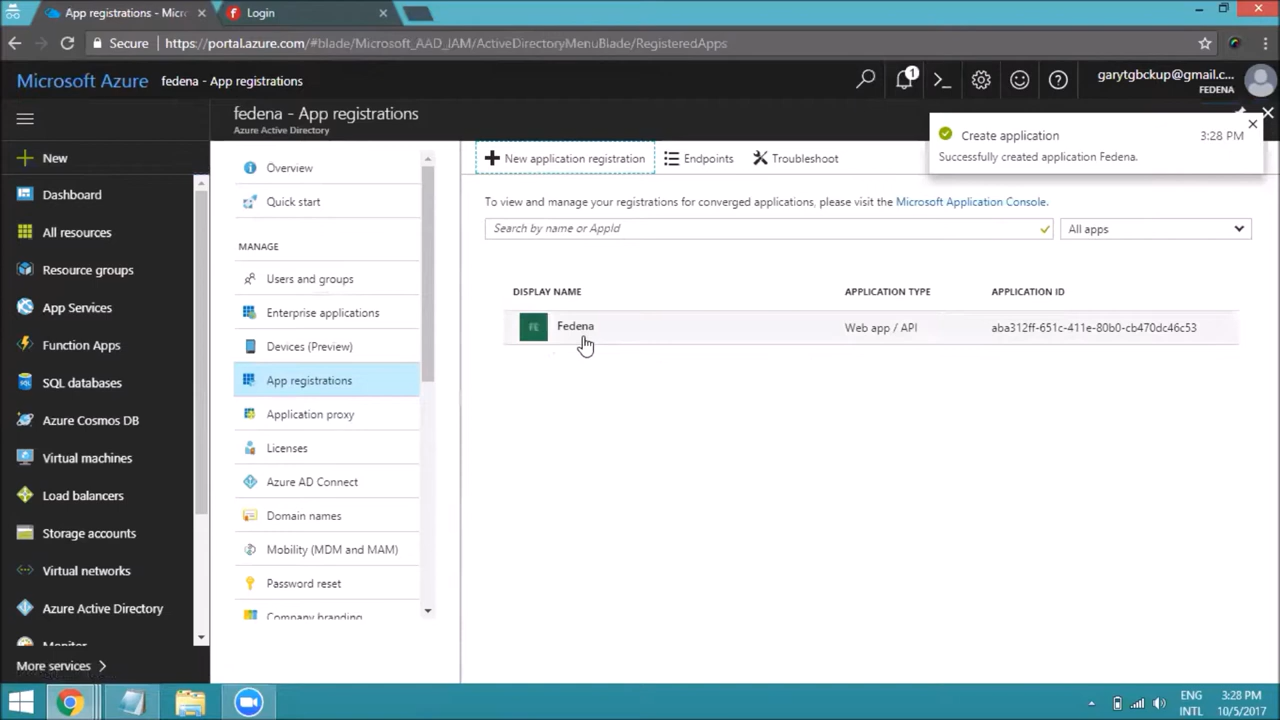 App registrations - Micr
Login
Secure
https://portal.azure.com/#blade/Microsoft_AAD_IAM/ActiveDirectoryMenuBlade/RegisteredApps
Microsoft Azure
fedena - App registrations
1
garytgbckup@gmail.c...
FEDENA
fedena - App registrations
Azure Active Directory
Create application
3:28 PM
Successfully created application Fedena.
New
Dashboard
All resources
Resource groups
App Services
Function Apps
SQL databases
Azure Cosmos DB
Virtual machines
Load balancers
Storage accounts
Virtual networks
Azure Active Directory
Monitor
More services
Overview
Quick start
MANAGE
Users and groups
Enterprise applications
Devices (Preview)
App registrations
Application proxy
Licenses
Azure AD Connect
Domain names
Mobility (MDM and MAM)
Password reset
Company branding
New application registration
Endpoints
Troubleshoot
To view and manage your registrations for converged applications, please visit the Microsoft Application Console.
Search by name or AppId
All apps
DISPLAY NAME
APPLICATION TYPE
APPLICATION ID
FE
Fedena
Web app / API
aba312ff-651c-411e-80b0-cb470dc46c53
ENG
INTL
3:28 PM
10/5/2017